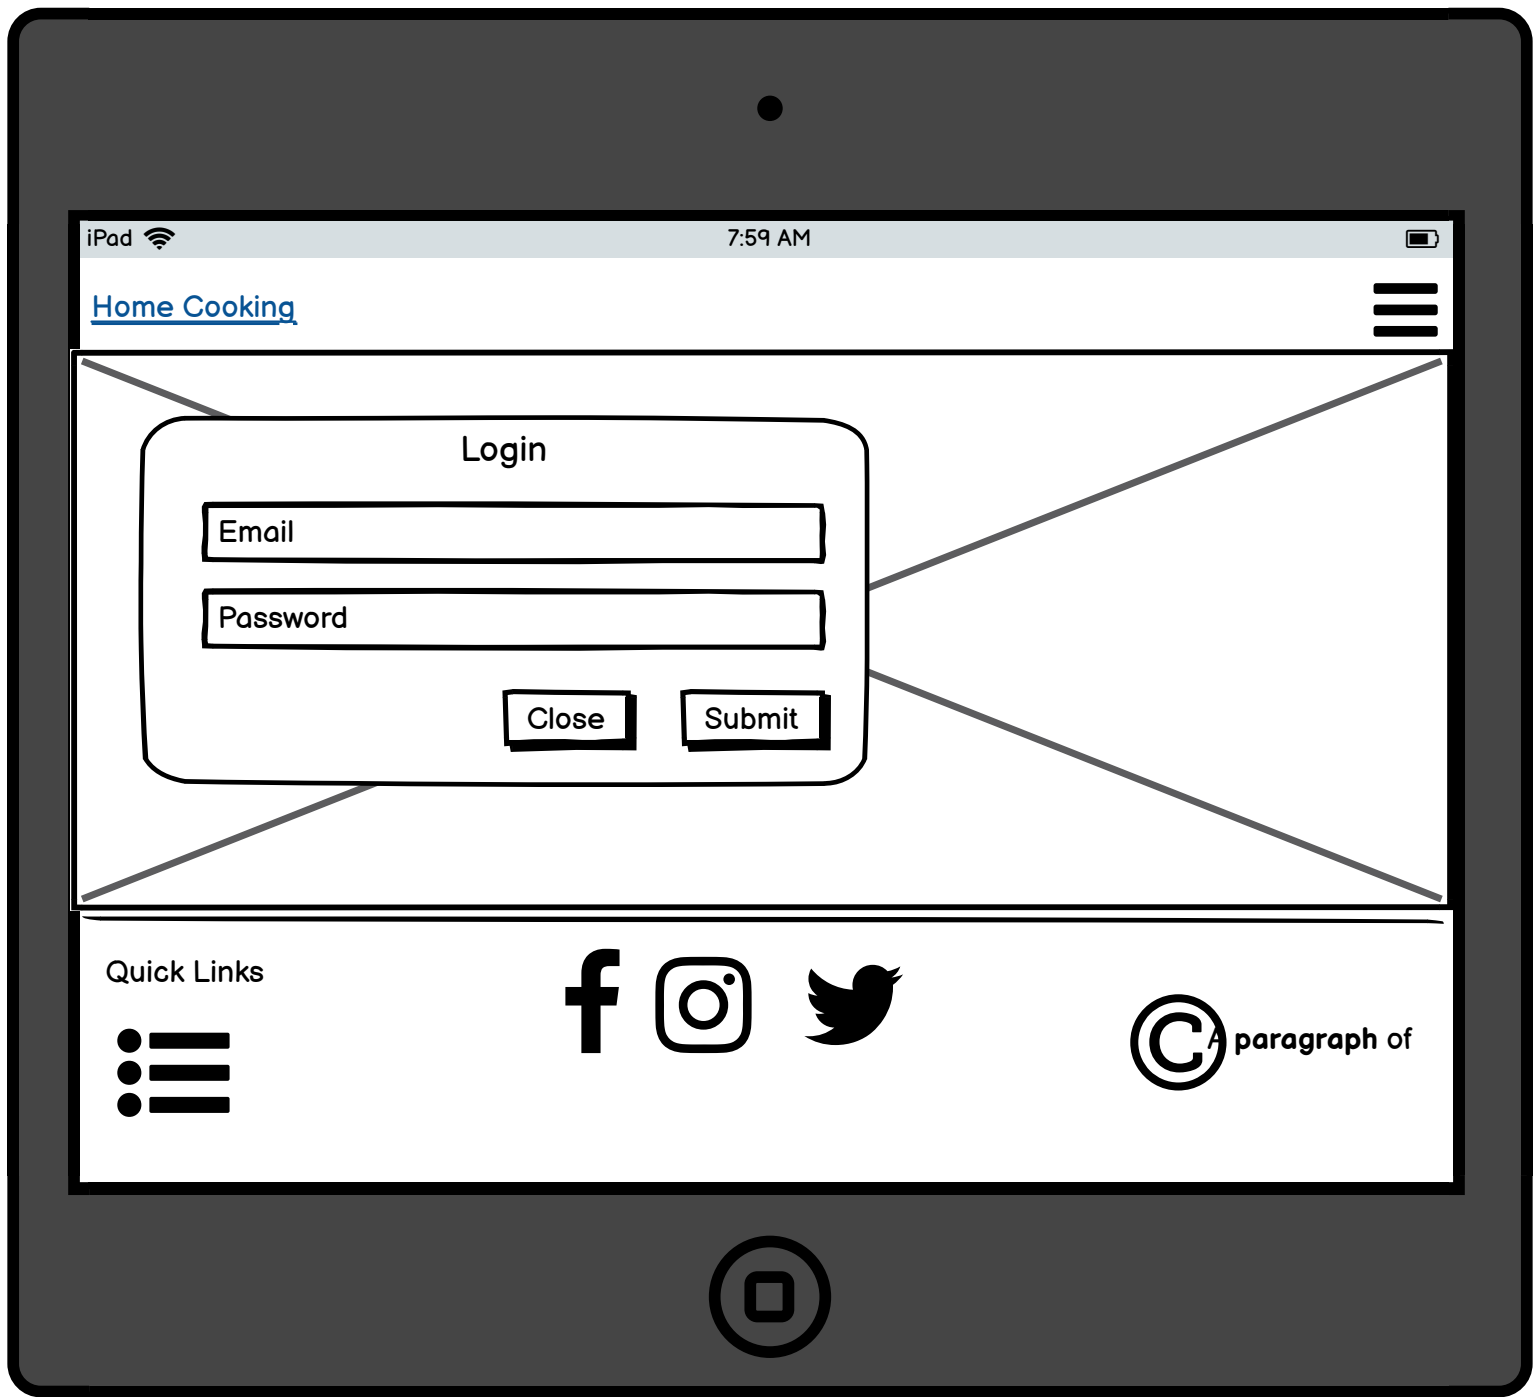 iPad
7:59 AM
Home Cooking
Login
Email
Password
Close
Submit
Quick Links
© A paragraph of